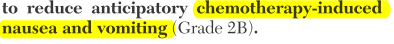 to reduce anticipatory chemotherapy-induced
nausea and vomiting (Grade 2B).